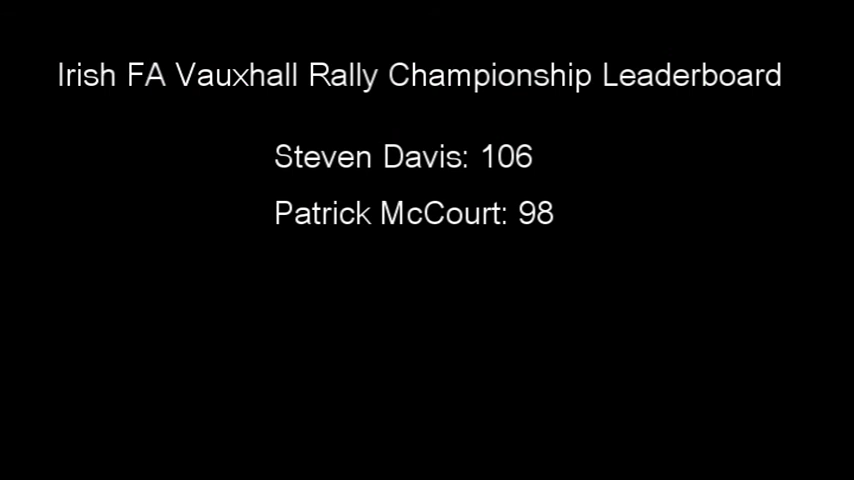 Irish FA Vauxhall Rally Championship Leaderboard
Steven Davis: 106
Patrick McCourt: 98